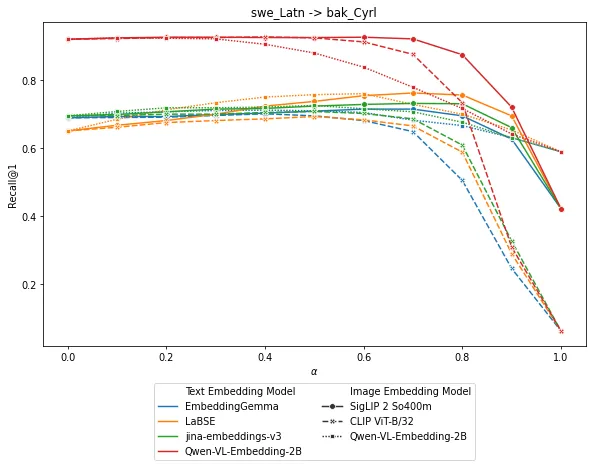 swe_Latn -> bak_Cyrl
Recall@1
0.8
0.6
0.4
0.2
0.0 0.2 0.4 0.6 0.8 1.0
α
Text Embedding Model Image Embedding Model
EmbeddingGemma SigLIP 2 So400m
LaBSE CLIP ViT-B/32
jina-embeddings-v3 Qwen-VL-Embedding-2B
Qwen-VL-Embedding-2B